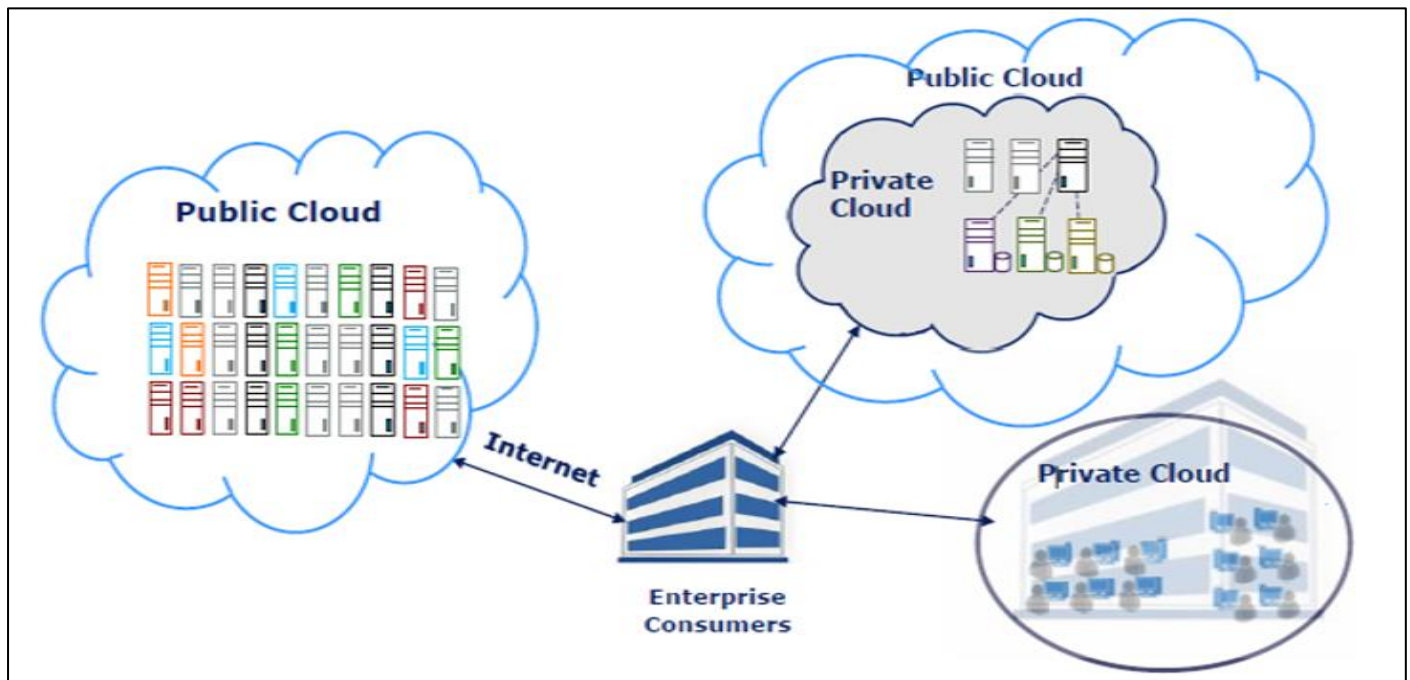 Public Cloud
Public Cloud
Private
Cloud
Internet
Private Cloud
Enterprise
Consumers